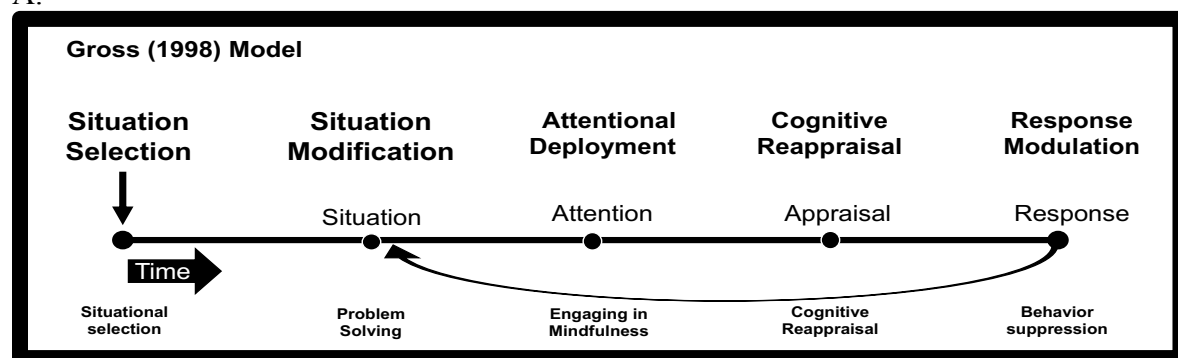 A.
Gross (1998) Model
Situation Selection
Situation Modification
Attentional Deployment
Cognitive Reappraisal
Response Modulation
Situation
Attention
Appraisal
Response
Time
Situational selection
Problem Solving
Engaging in Mindfulness
Cognitive Reappraisal
Behavior suppression